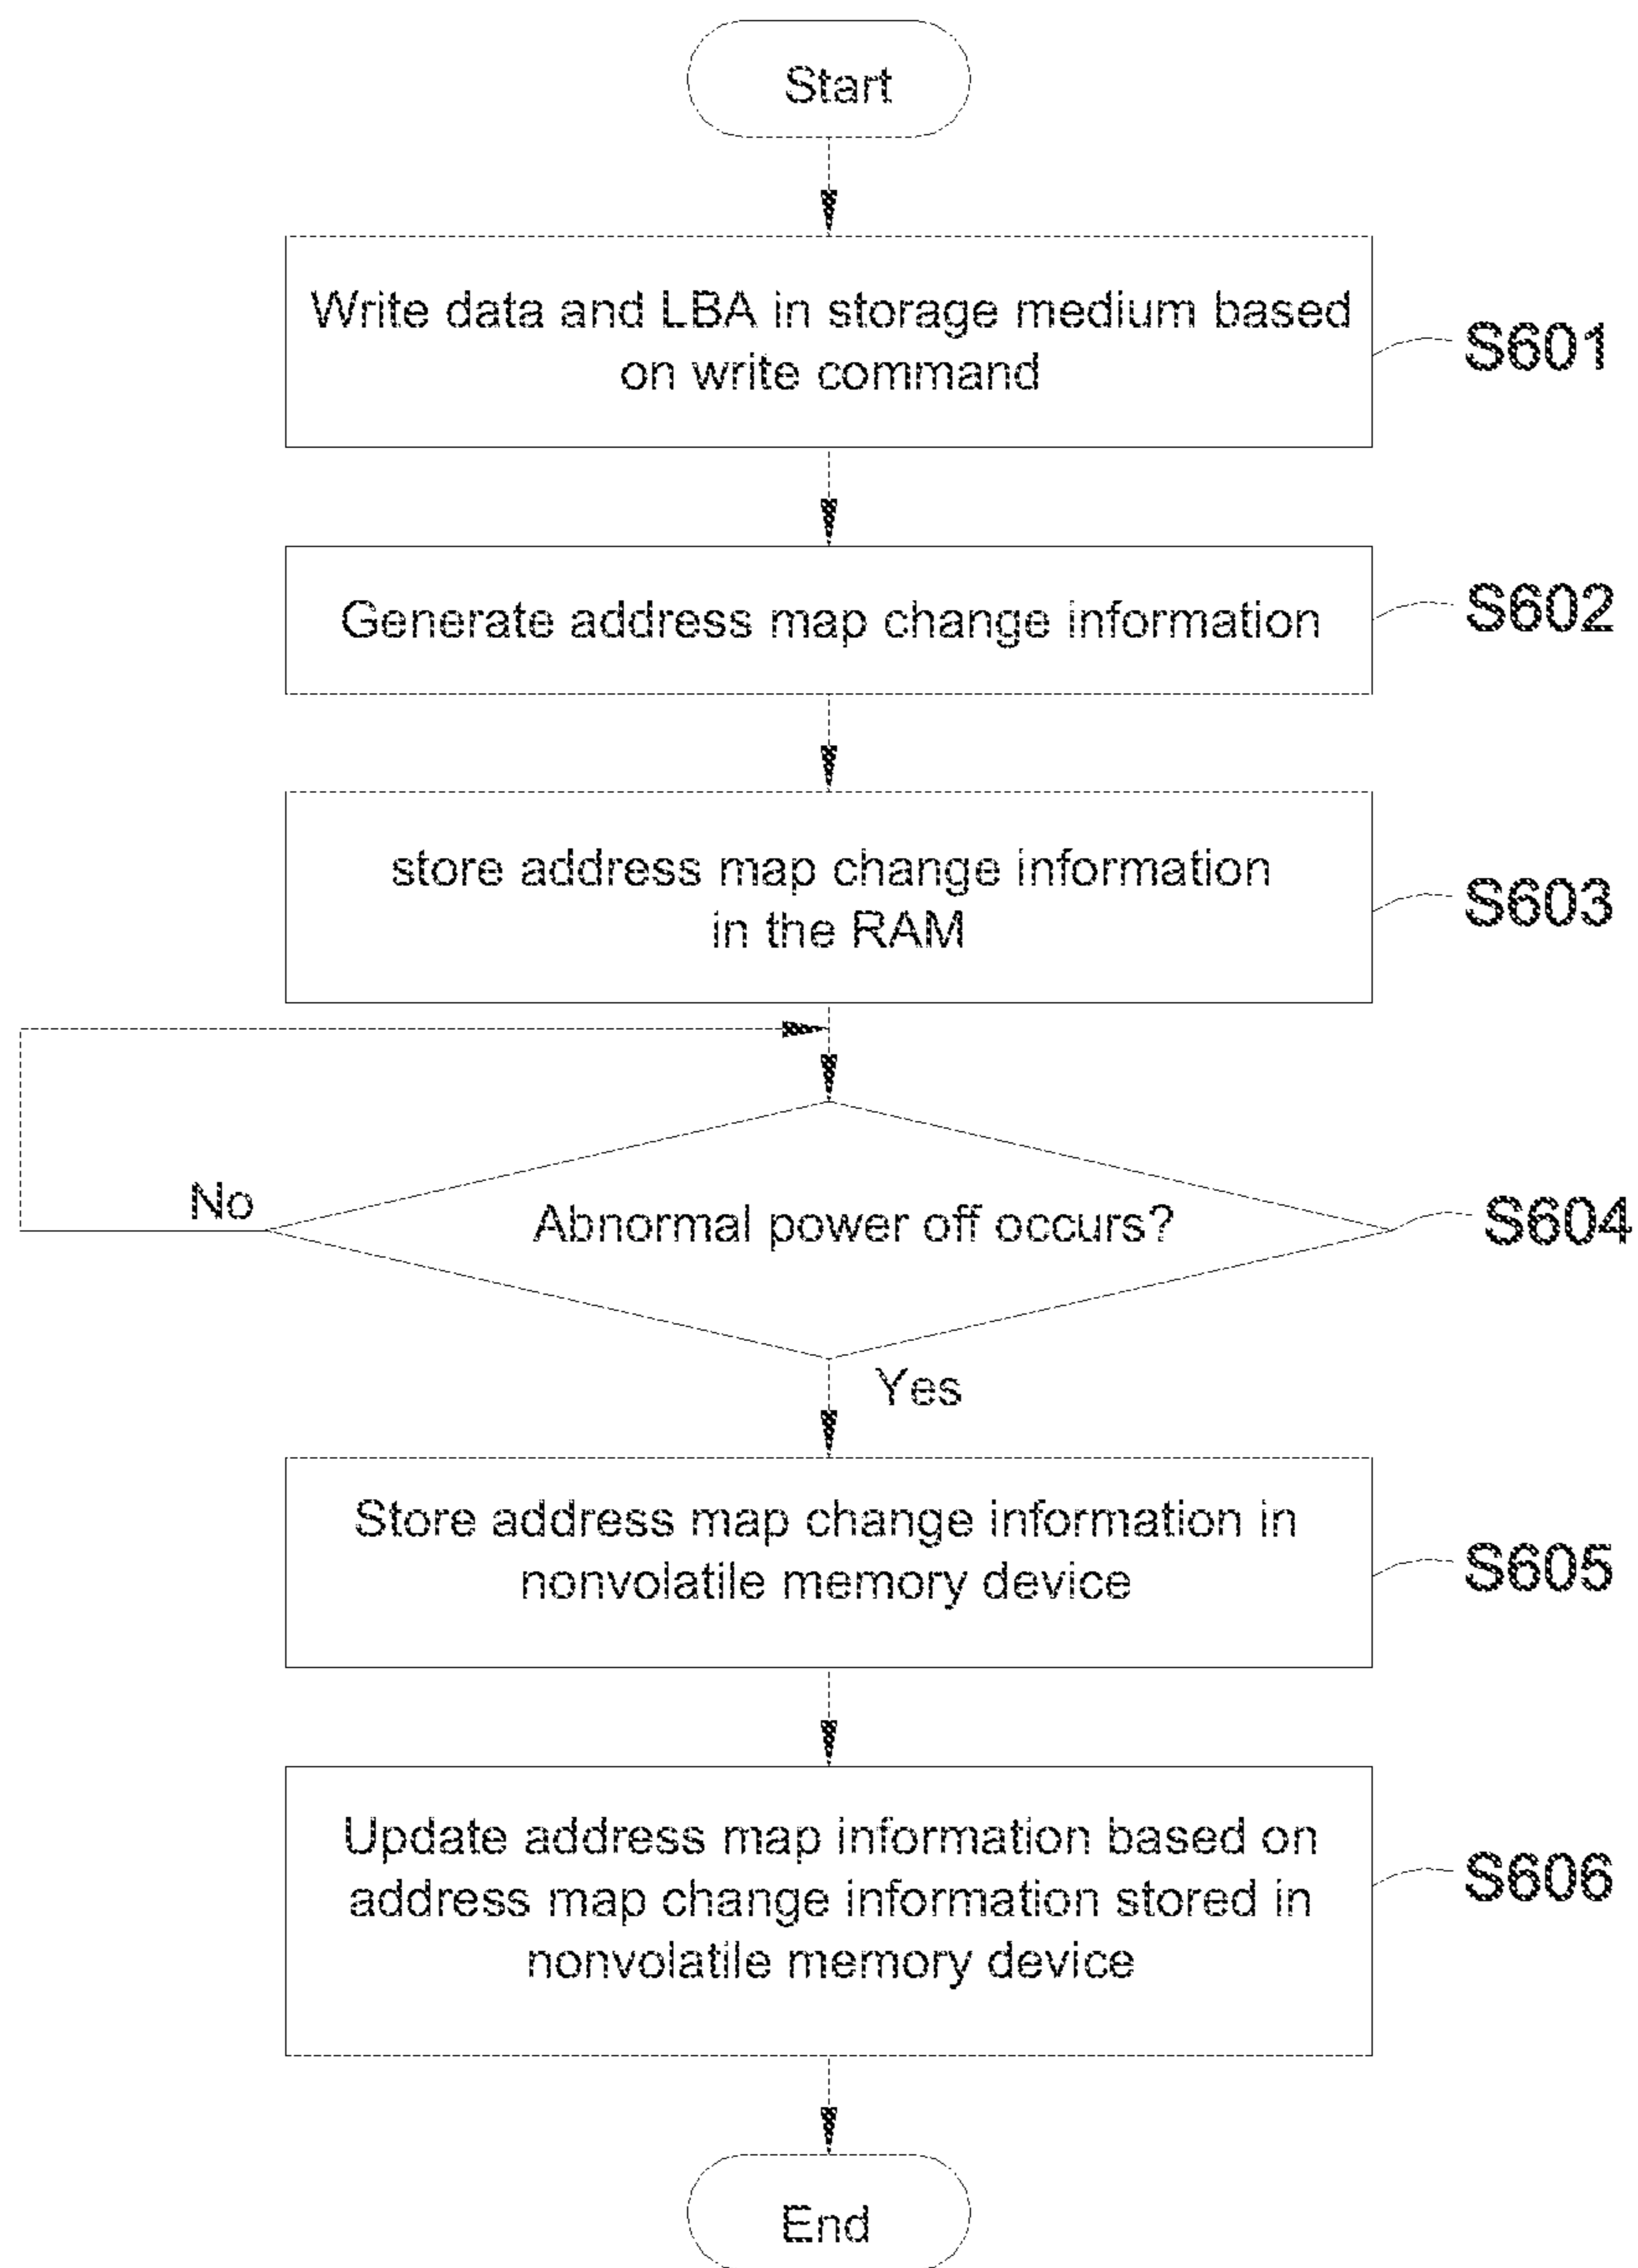 Start
Write data and LBA in storage medium based
on write command
S601
Generate address map change information
S602
store address map change information
in the RAM
S603
No
Abnormal power off occurs?
S604
Yes
Store address map change information in
nonvolatile memory device
S605
Update address map information based on
address map change information stored in
nonvolatile memory device
S606
End